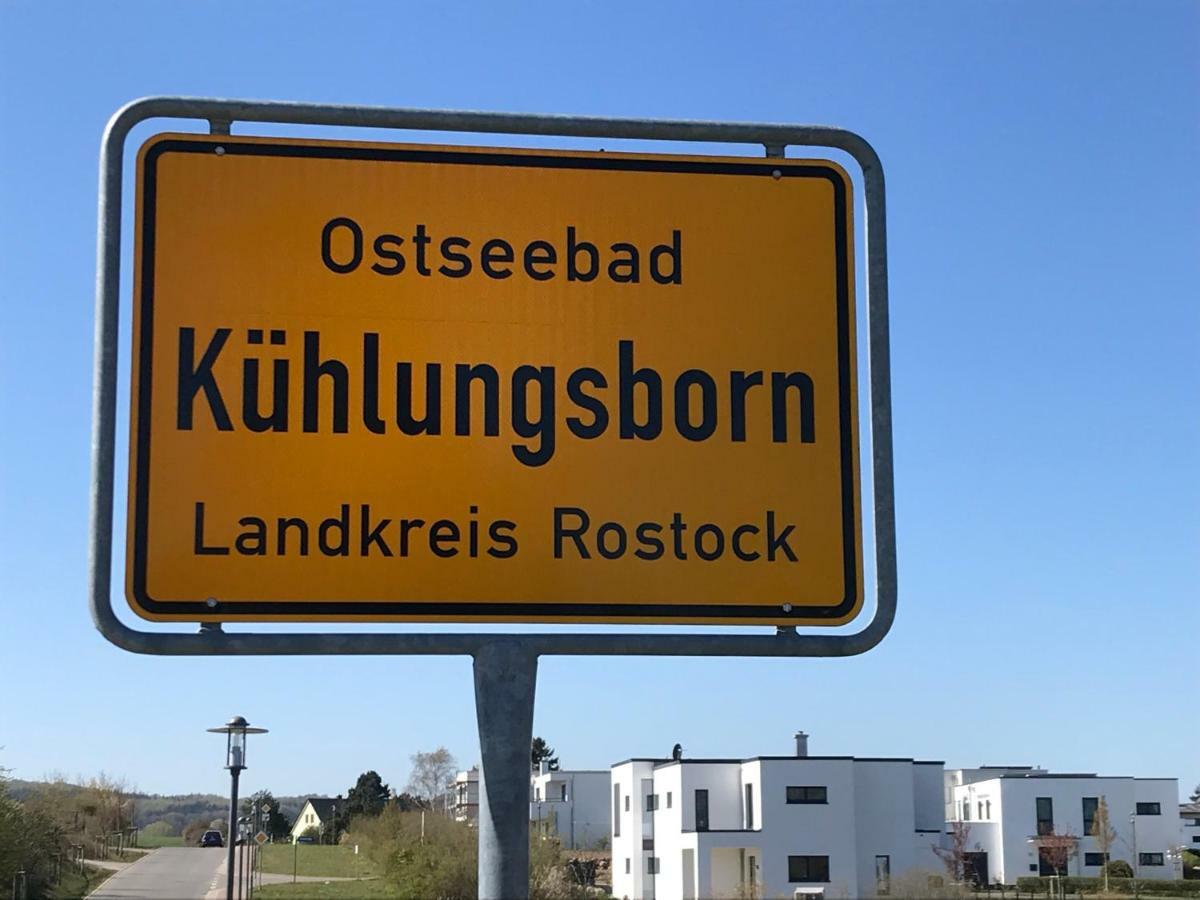 Ostseebad
Kühlungsborn
Landkreis Rostock